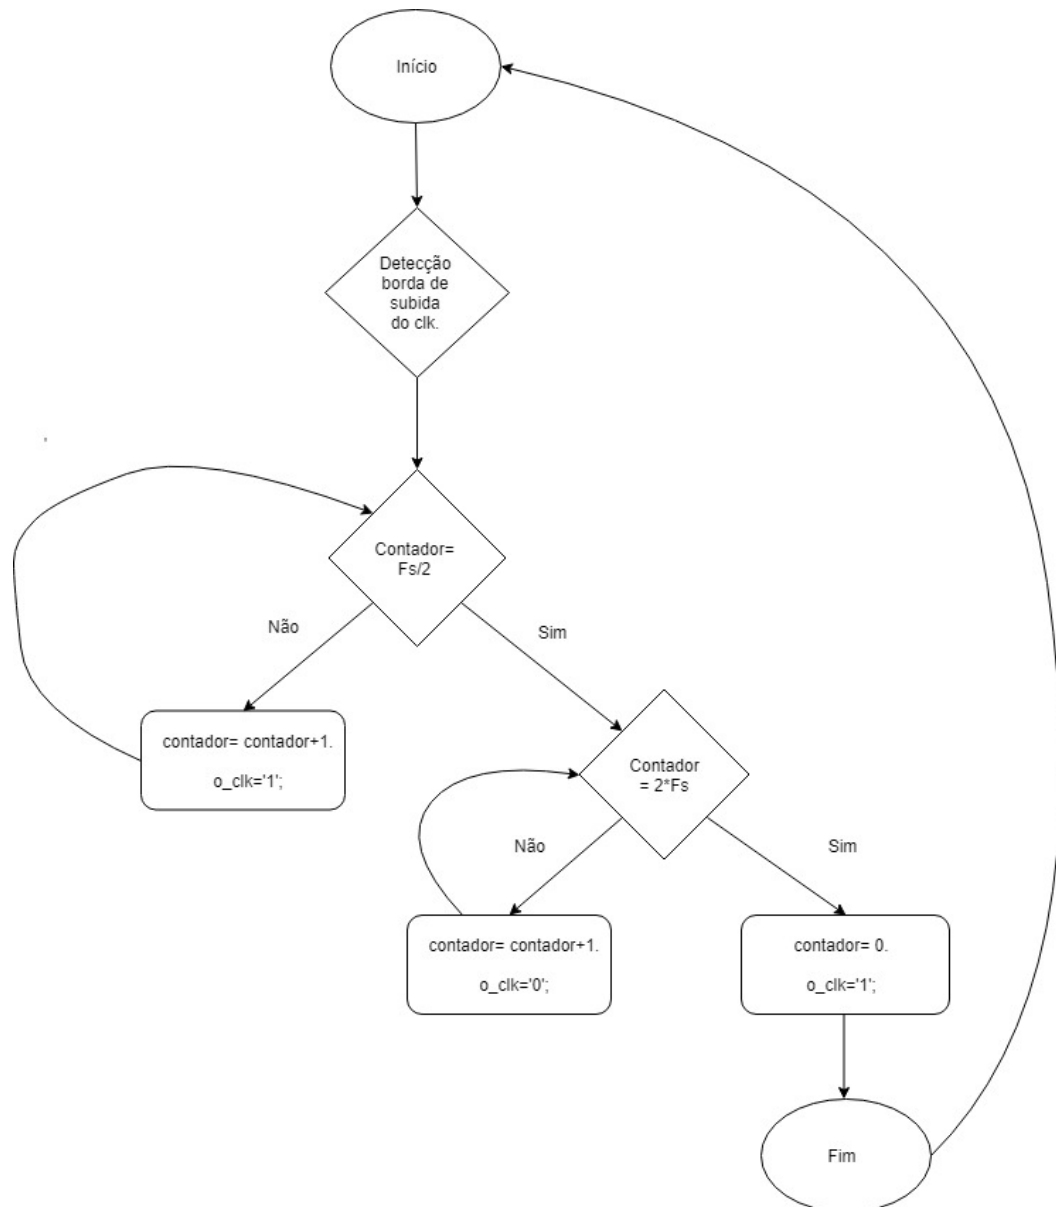 Início
Detecção
borda de
subida
do clk.
Contador=
Fs/2
Não
Sim
contador= contador+1.
o_clk='1';
Contador
= 2*Fs
Não
Sim
contador= contador+1.
o_clk='0';
contador= 0.
o_clk='1';
Fim